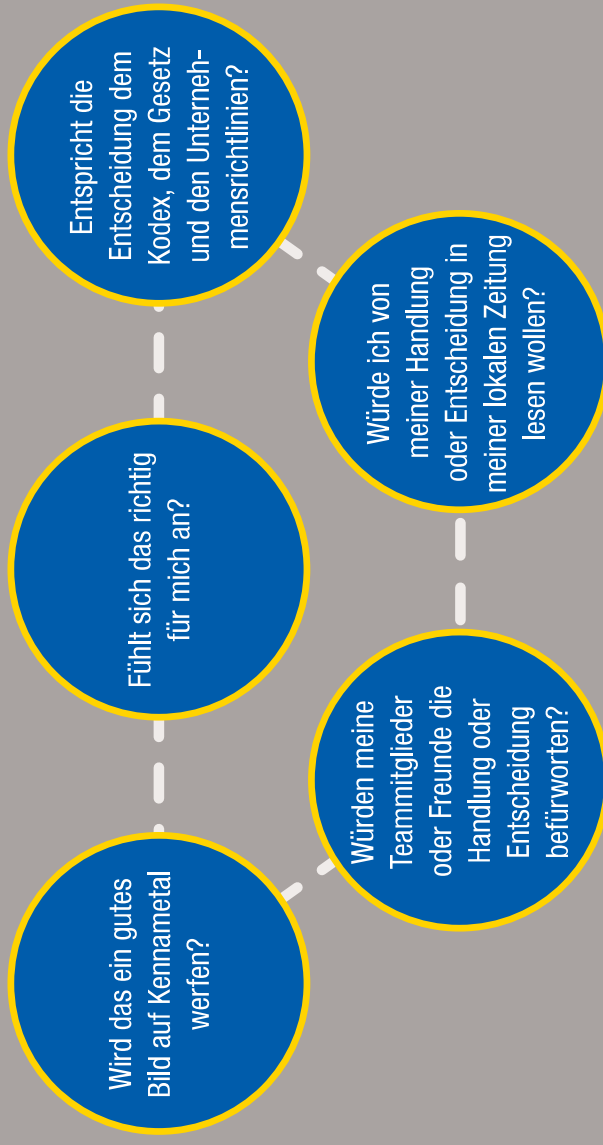 Wird das ein gutes
Bild auf Kennametal
werfen?
Fühlt sich das richtig
für mich an?
Entspricht die
Entscheidung dem
Kodex, dem Gesetz
und den Unterneh-
mensrichtlinien?
Würden meine
Teammitglieder
oder Freunde die
Handlung oder
Entscheidung
befürworten?
Würde ich von
meiner Handlung
oder Entscheidung in
meiner lokalen Zeitung
lesen wollen?